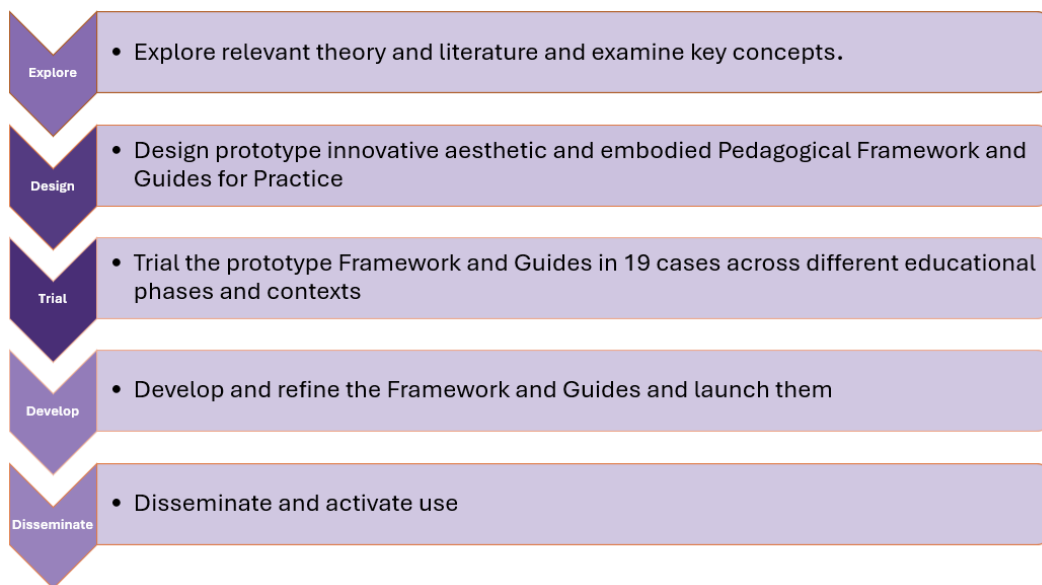 Explore
• Explore relevant theory and literature and examine key concepts.
Design
• Design prototype innovative aesthetic and embodied Pedagogical Framework and
Guides for Practice
Trial
• Trial the prototype Framework and Guides in 19 cases across different educational
phases and contexts
Develop
• Develop and refine the Framework and Guides and launch them
Disseminate
• Disseminate and activate use